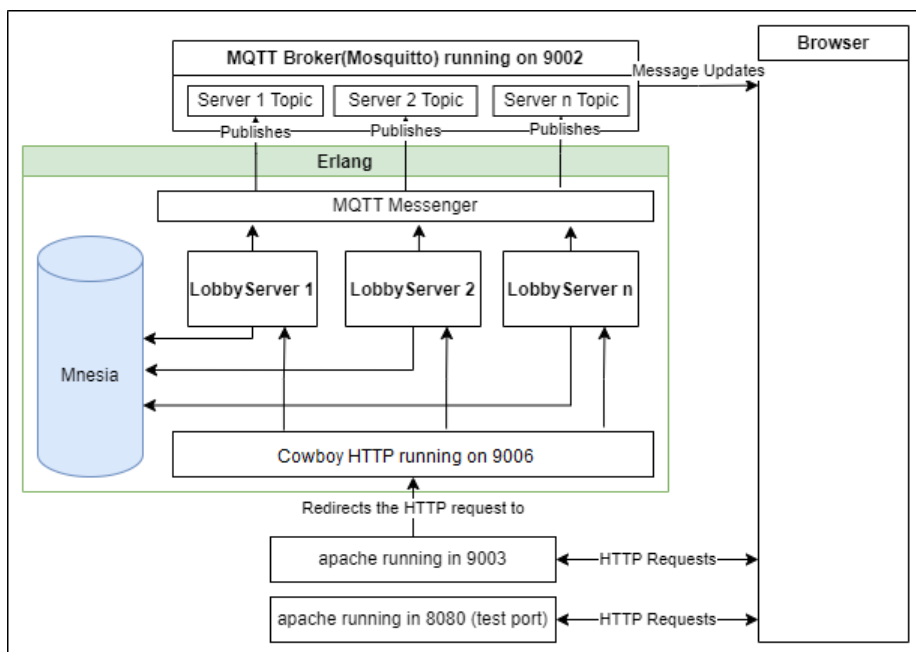 Browser
MQTT Broker(Mosquitto) running on 9002
Message Updates
Server 1 Topic
Server 2 Topic
Server n Topic
Publishes
Publishes
Publishes
Erlang
MQTT Messenger
LobbyServer 1
LobbyServer 2
LobbyServer n
Mnesia
Cowboy HTTP running on 9006
Redirects the HTTP request to
apache running in 9003
HTTP Requests
apache running in 8080 (test port)
HTTP Requests